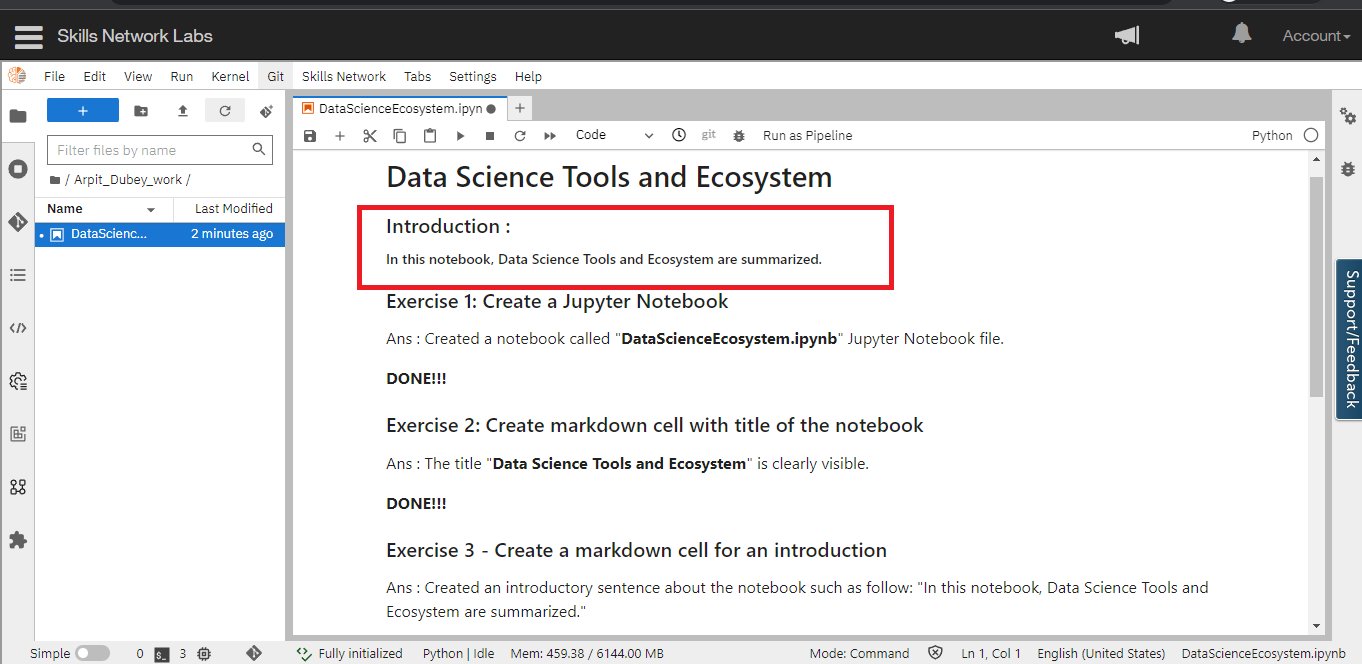 Skills Network Labs
Account
File Edit View Run Kernel Git Skills Network Tabs Settings Help
DataScienceEcosystem.ipyn
Code
git
Run as Pipeline
Python
Filter files by name
/ Arpit_Dubey_work /
Name Last Modified
DataScienc... 2 minutes ago
Data Science Tools and Ecosystem
Introduction :
In this notebook, Data Science Tools and Ecosystem are summarized.
Exercise 1: Create a Jupyter Notebook
Ans : Created a notebook called "DataScienceEcosystem.ipynb" Jupyter Notebook file.
DONE!!!
Exercise 2: Create markdown cell with title of the notebook
Ans : The title "Data Science Tools and Ecosystem" is clearly visible.
DONE!!!
Exercise 3 - Create a markdown cell for an introduction
Ans : Created an introductory sentence about the notebook such as follow: "In this notebook, Data Science Tools and
Ecosystem are summarized."
Support/Feedback
Simple 0 3 Fully initialized Python | Idle Mem: 459.38 / 6144.00 MB Mode: Command Ln 1, Col 1 English (United States) DataScienceEcosystem.ipynb